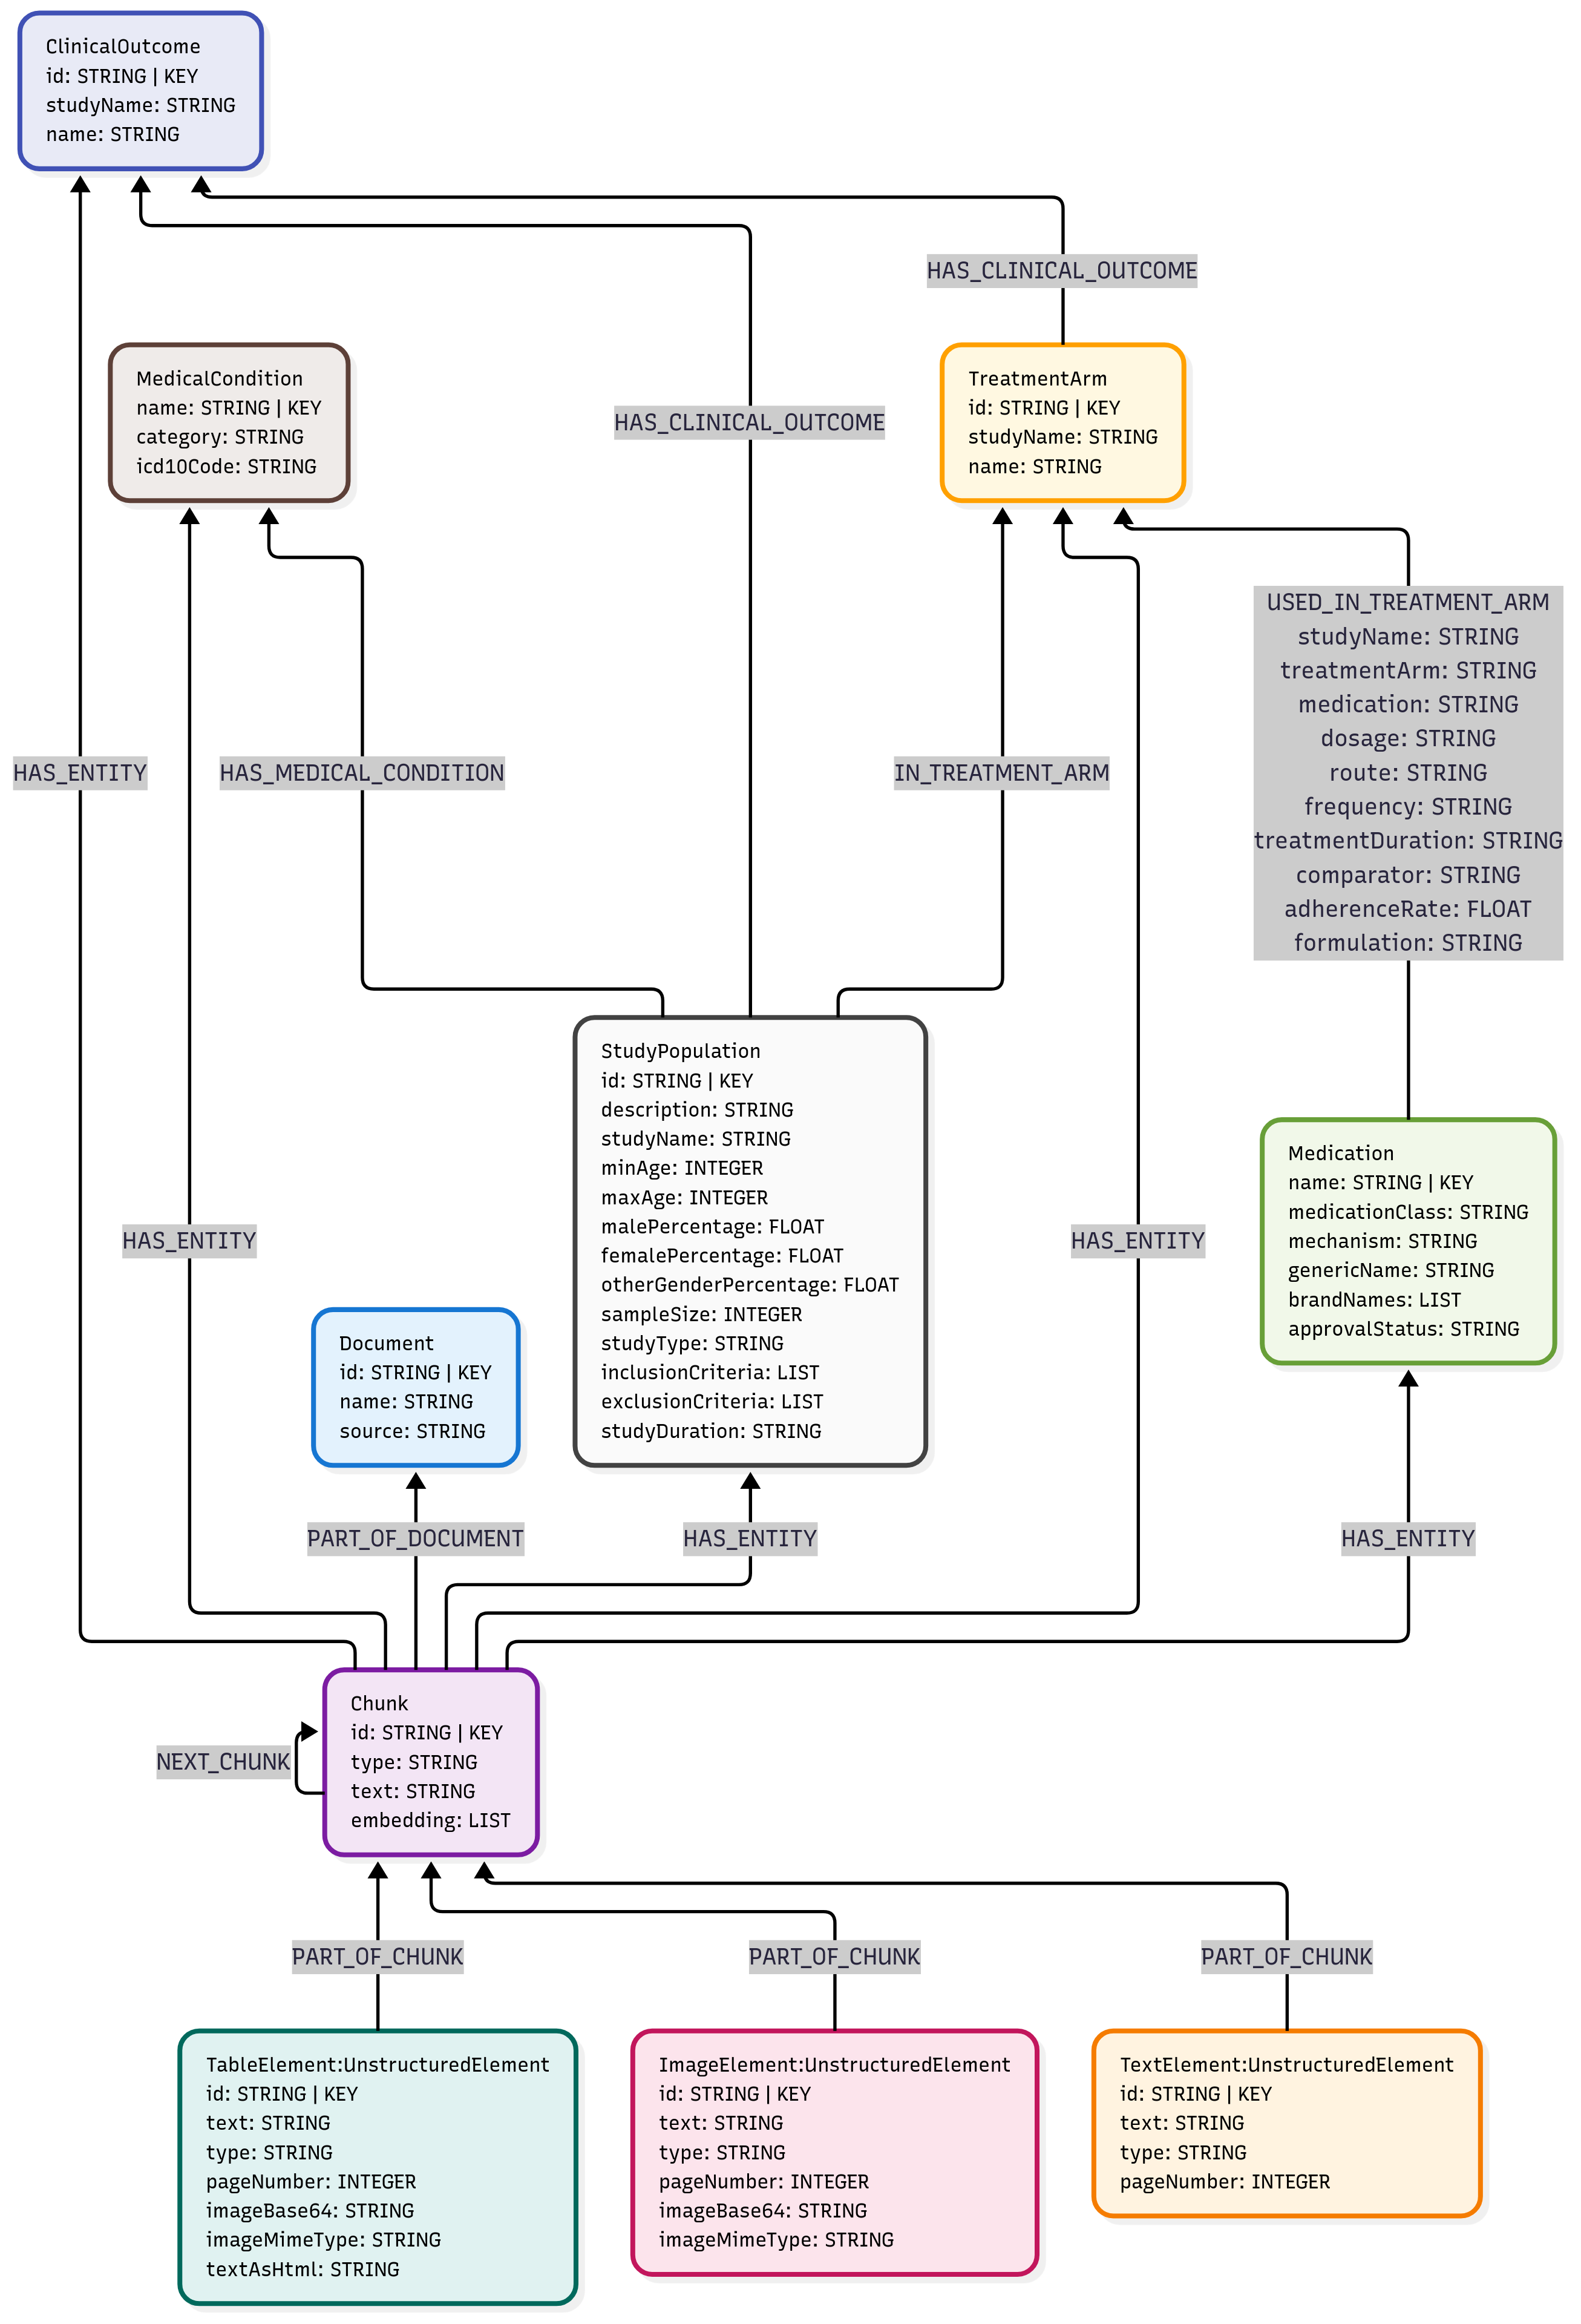 ClinicalOutcome
id: STRING | KEY
studyName: STRING
name: STRING
HAS_CLINICAL_OUTCOME
MedicalCondition
name: STRING | KEY
category: STRING
icd10Code: STRING
HAS_CLINICAL_OUTCOME
TreatmentArm
id: STRING | KEY
studyName: STRING
name: STRING
USED_IN_TREATMENT_ARM
studyName: STRING
treatmentArm: STRING
medication: STRING
dosage: STRING
route: STRING
frequency: STRING
treatmentDuration: STRING
comparator: STRING
adherenceRate: FLOAT
formulation: STRING
HAS_ENTITY
HAS_MEDICAL_CONDITION
IN_TREATMENT_ARM
StudyPopulation
id: STRING | KEY
description: STRING
studyName: STRING
minAge: INTEGER
maxAge: INTEGER
malePercentage: FLOAT
femalePercentage: FLOAT
otherGenderPercentage: FLOAT
sampleSize: INTEGER
studyType: STRING
inclusionCriteria: LIST
exclusionCriteria: LIST
studyDuration: STRING
Medication
name: STRING | KEY
medicationClass: STRING
mechanism: STRING
genericName: STRING
brandNames: LIST
approvalStatus: STRING
HAS_ENTITY
HAS_ENTITY
Document
id: STRING | KEY
name: STRING
source: STRING
PART_OF_DOCUMENT
HAS_ENTITY
HAS_ENTITY
Chunk
id: STRING | KEY
type: STRING
text: STRING
embedding: LIST
NEXT_CHUNK
PART_OF_CHUNK
PART_OF_CHUNK
PART_OF_CHUNK
TableElement:UnstructuredElement
id: STRING | KEY
text: STRING
type: STRING
pageNumber: INTEGER
imageBase64: STRING
imageMimeType: STRING
textAsHtml: STRING
ImageElement:UnstructuredElement
id: STRING | KEY
text: STRING
type: STRING
pageNumber: INTEGER
imageBase64: STRING
imageMimeType: STRING
TextElement:UnstructuredElement
id: STRING | KEY
text: STRING
type: STRING
pageNumber: INTEGER